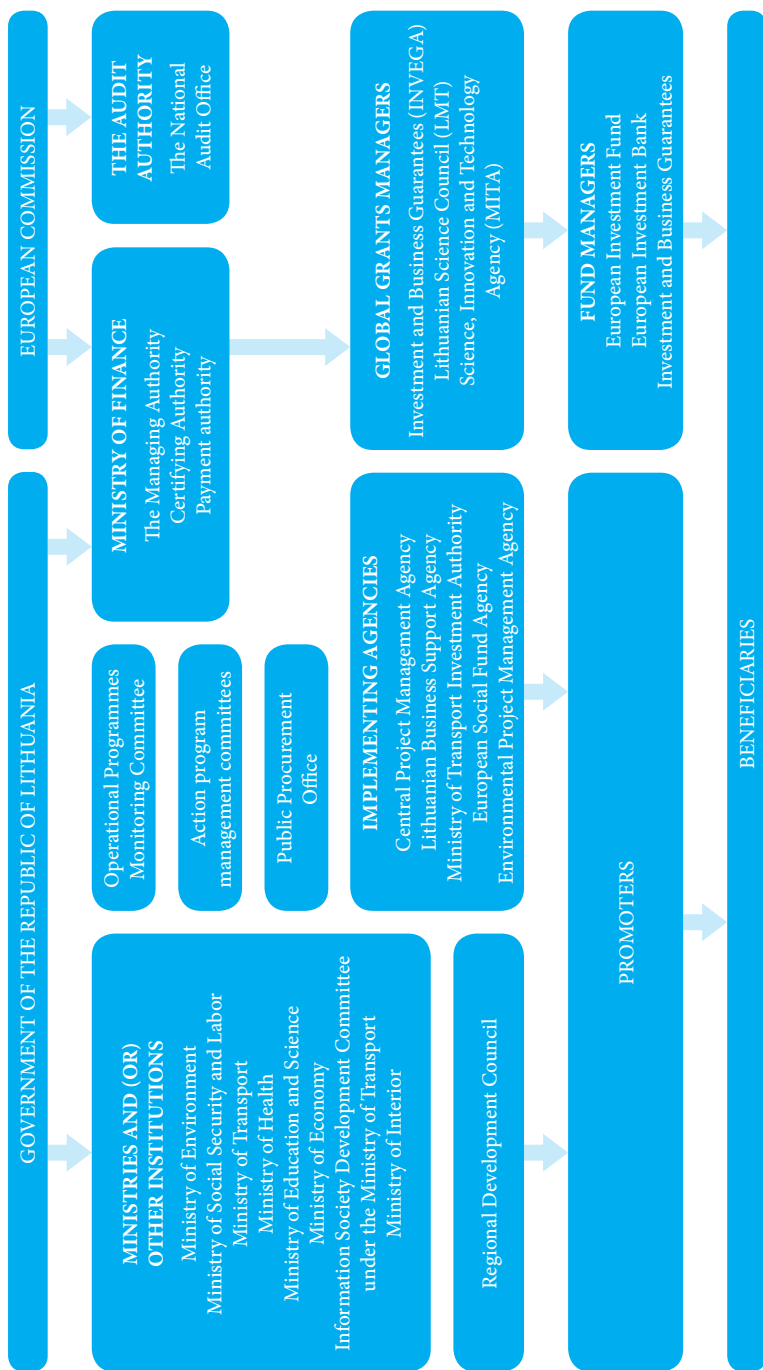 GOVERNMENT OF THE REPUBLIC OF LITHUANIA
EUROPEAN COMMISSION
MINISTRIES AND (OR)
OTHER INSTITUTIONS
Ministry of Environment
Ministry of Social Security and Labor
Ministry of Transport
Ministry of Health
Ministry of Education and Science
Ministry of Economy
Information Society Development Committee
under the Ministry of Transport
Ministry of Interior
Operational Programmes
Monitoring Committee
Action program
management committees
Public Procurement
Office
MINISTRY OF FINANCE
The Managing Authority
Certifying Authority
Payment authority
THE AUDIT
AUTHORITY
The National
Audit Office
Regional Development Council
IMPLEMENTING AGENCIES
Central Project Management Agency
Lithuanian Business Support Agency
Ministry of Transport Investment Authority
European Social Fund Agency
Environmental Project Management Agency
GLOBAL GRANTS MANAGERS
Investment and Business Guarantees (INVEGA)
Lithuanian Science Council (LMT)
Science, Innovation and Technology
Agency (MITA)
PROMOTERS
FUND MANAGERS
European Investment Fund
European Investment Bank
Investment and Business Guarantees
BENEFICIARIES